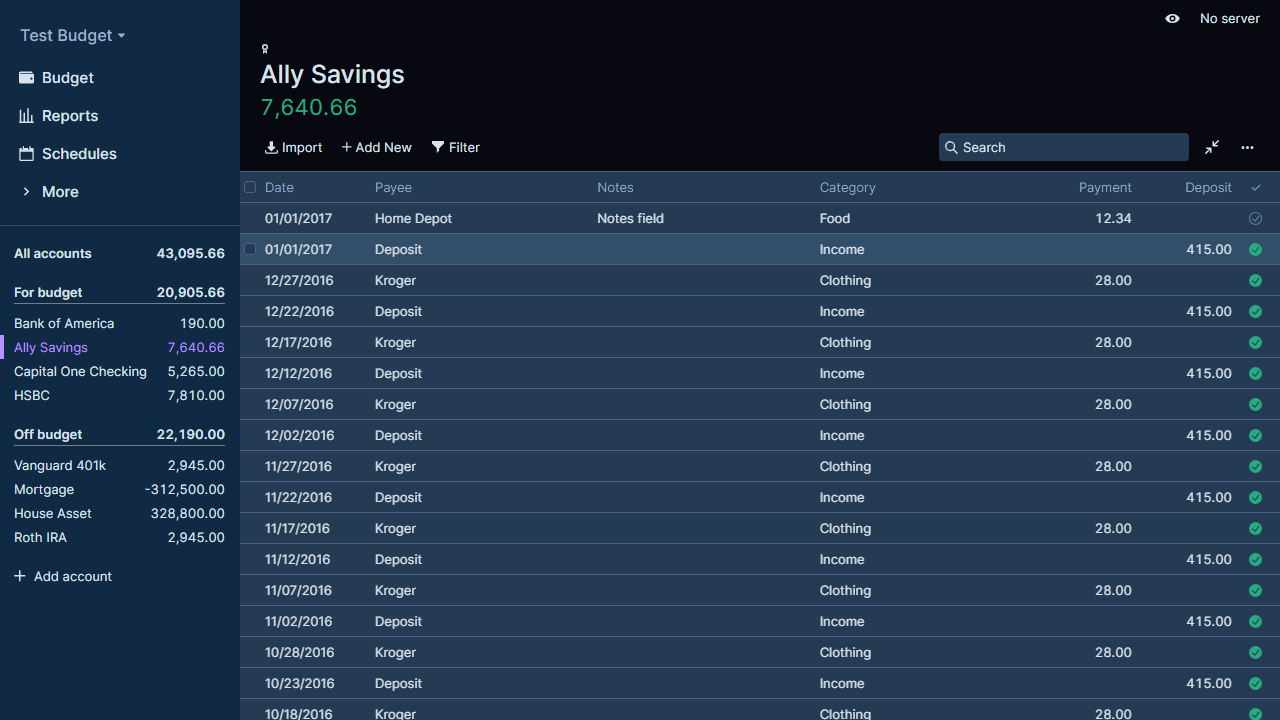 Test Budget
Budget
Reports
Schedules
More
All accounts 43,095.66
For budget 20,905.66
Bank of America 190.00
Ally Savings 7,640.66
Capital One Checking 5,265.00
HSBC 7,810.00
Off budget 22,190.00
Vanguard 401k 2,945.00
Mortgage -312,500.00
House Asset 328,800.00
Roth IRA 2,945.00
Add account
No server
Ally Savings
7,640.66
Import Add New Filter Search
Date Payee Notes Category Payment Deposit
01/01/2017 Home Depot Notes field Food 12.34
01/01/2017 Deposit Income 415.00
12/27/2016 Kroger Clothing 28.00
12/22/2016 Deposit Income 415.00
12/17/2016 Kroger Clothing 28.00
12/12/2016 Deposit Income 415.00
12/07/2016 Kroger Clothing 28.00
12/02/2016 Deposit Income 415.00
11/27/2016 Kroger Clothing 28.00
11/22/2016 Deposit Income 415.00
11/17/2016 Kroger Clothing 28.00
11/12/2016 Deposit Income 415.00
11/07/2016 Kroger Clothing 28.00
11/02/2016 Deposit Income 415.00
10/28/2016 Kroger Clothing 28.00
10/23/2016 Deposit Income 415.00
10/18/2016 Kroger Clothing 28.00